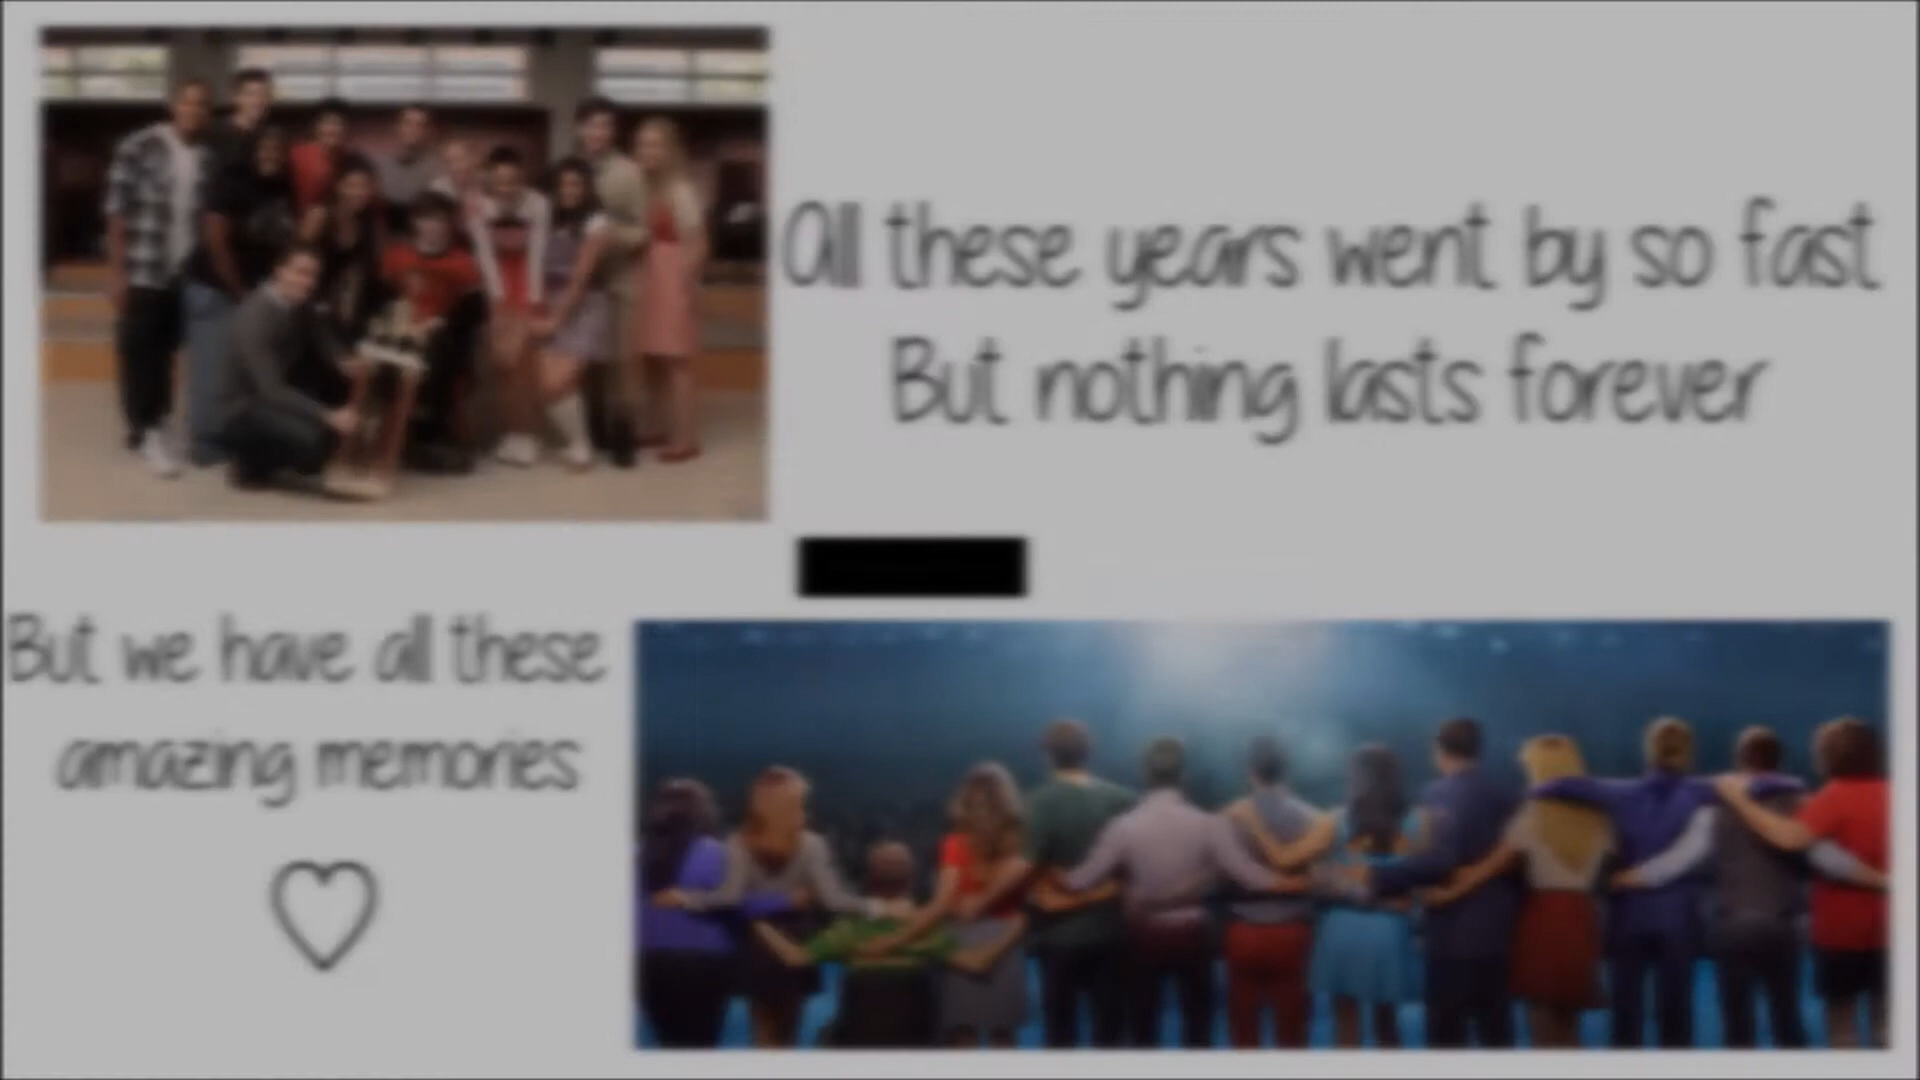 All these years went by so fast
But nothing lasts forever
But we have all these
amazing memories